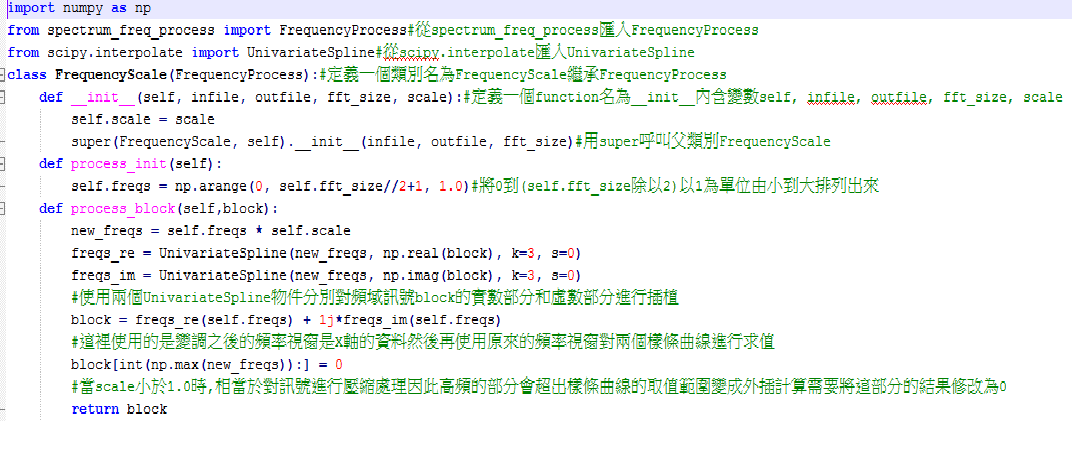 import numpy as np
from spectrum_freq_process import FrequencyProcess#從spectrum_freq_process匯入FrequencyProcess
from scipy.interpolate import UnivariateSpline#從scipy.interpolate匯入UnivariateSpline
class FrequencyScale(FrequencyProcess):#定義一個類別名為FrequencyScale繼承FrequencyProcess
    def __init__(self, infile, outfile, fft_size, scale):#定義一個function名為__init__內含變數self, infile, outfile, fft_size, scale
        self.scale = scale
        super(FrequencyScale, self).__init__(infile, outfile, fft_size)#用super呼叫父類別FrequencyScale
    def process_init(self):
        self.freqs = np.arange(0, self.fft_size//2+1, 1.0)#將0到(self.fft_size除以2)以1為單位由小到大排列出來
    def process_block(self,block):
        new_freqs = self.freqs * self.scale
        freqs_re = UnivariateSpline(new_freqs, np.real(block), k=3, s=0)
        freqs_im = UnivariateSpline(new_freqs, np.imag(block), k=3, s=0)
        #使用兩個UnivariateSpline物件分別對頻域訊號block的實數部分和虛數部分進行插植
        block = freqs_re(self.freqs) + 1j*freqs_im(self.freqs)
        #這裡使用的是變調之後的頻率視窗是X軸的資料然後再使用原來的頻率視窗對兩個樣條曲線進行求值
        block[int(np.max(new_freqs)):] = 0
        #當scale小於1.0時,相當於對訊號進行壓縮處理因此高頻的部分會超出樣條曲線的取值範圍變成外插計算需要將這部分的結果修改為0
        return block